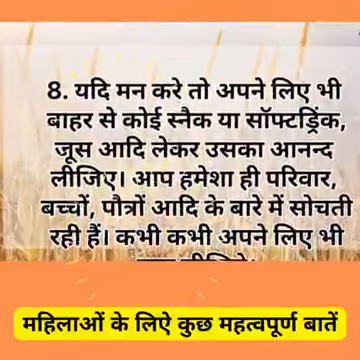 8. यदि मन करे तो अपने लिए भी
बाहर से कोई स्नैक या सॉफ्टड्रिंक,
जूस आदि लेकर उसका आनन्द
लीजिए। आप हमेशा ही परिवार,
बच्चों, पौत्रों आदि के बारे में सोचती
रही हैं। कभी कभी अपने लिए भी
महिलाओं के लिऐ कुछ महत्वपूर्ण बातें